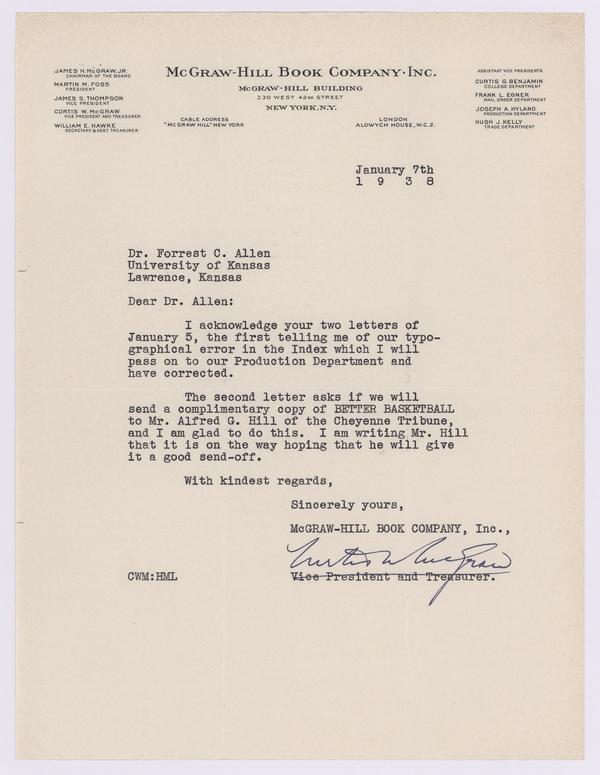 McGRAW-HILL BOOK COMPANY·INC.
McGRAW-HILL BUILDING
330 WEST 42ND STREET
NEW YORK, N.Y.
JAMES H. McGRAW, JR.
CHAIRMAN OF THE BOARD
MARTIN M. FOSS
PRESIDENT
JAMES S. THOMPSON
VICE PRESIDENT
CURTIS W. McGRAW
VICE PRESIDENT AND TREASURER
WILLIAM E. HAWKE
SECRETARY & ASST. TREASURER
CABLE ADDRESS
"McGRAW HILL" NEW YORK
LONDON
ALDWYCH HOUSE, W.C.2.
ASSISTANT VICE PRESIDENTS
CURTIS G. BENJAMIN
COLLEGE DEPARTMENT
FRANK L. EGNER
MAIL ORDER DEPARTMENT
JOSEPH A. HYLAND
PRODUCTION DEPARTMENT
HUGH J. KELLY
TRADE DEPARTMENT
January 7th
1 9 3 8
Dr. Forrest C. Allen
University of Kansas
Lawrence, Kansas
Dear Dr. Allen:
I acknowledge your two letters of
January 5, the first telling me of our typo-
graphical error in the Index which I will
pass on to our Production Department and
have corrected.
The second letter asks if we will
send a complimentary copy of BETTER BASKETBALL
to Mr. Alfred G. Hill of the Cheyenne Tribune,
and I am glad to do this. I am writing Mr. Hill
that it is on the way hoping that he will give
it a good send-off.
With kindest regards,
Sincerely yours,
McGRAW-HILL BOOK COMPANY, Inc.,
Curtis W. McGraw
CWM:HML
Vice President and Treasurer.